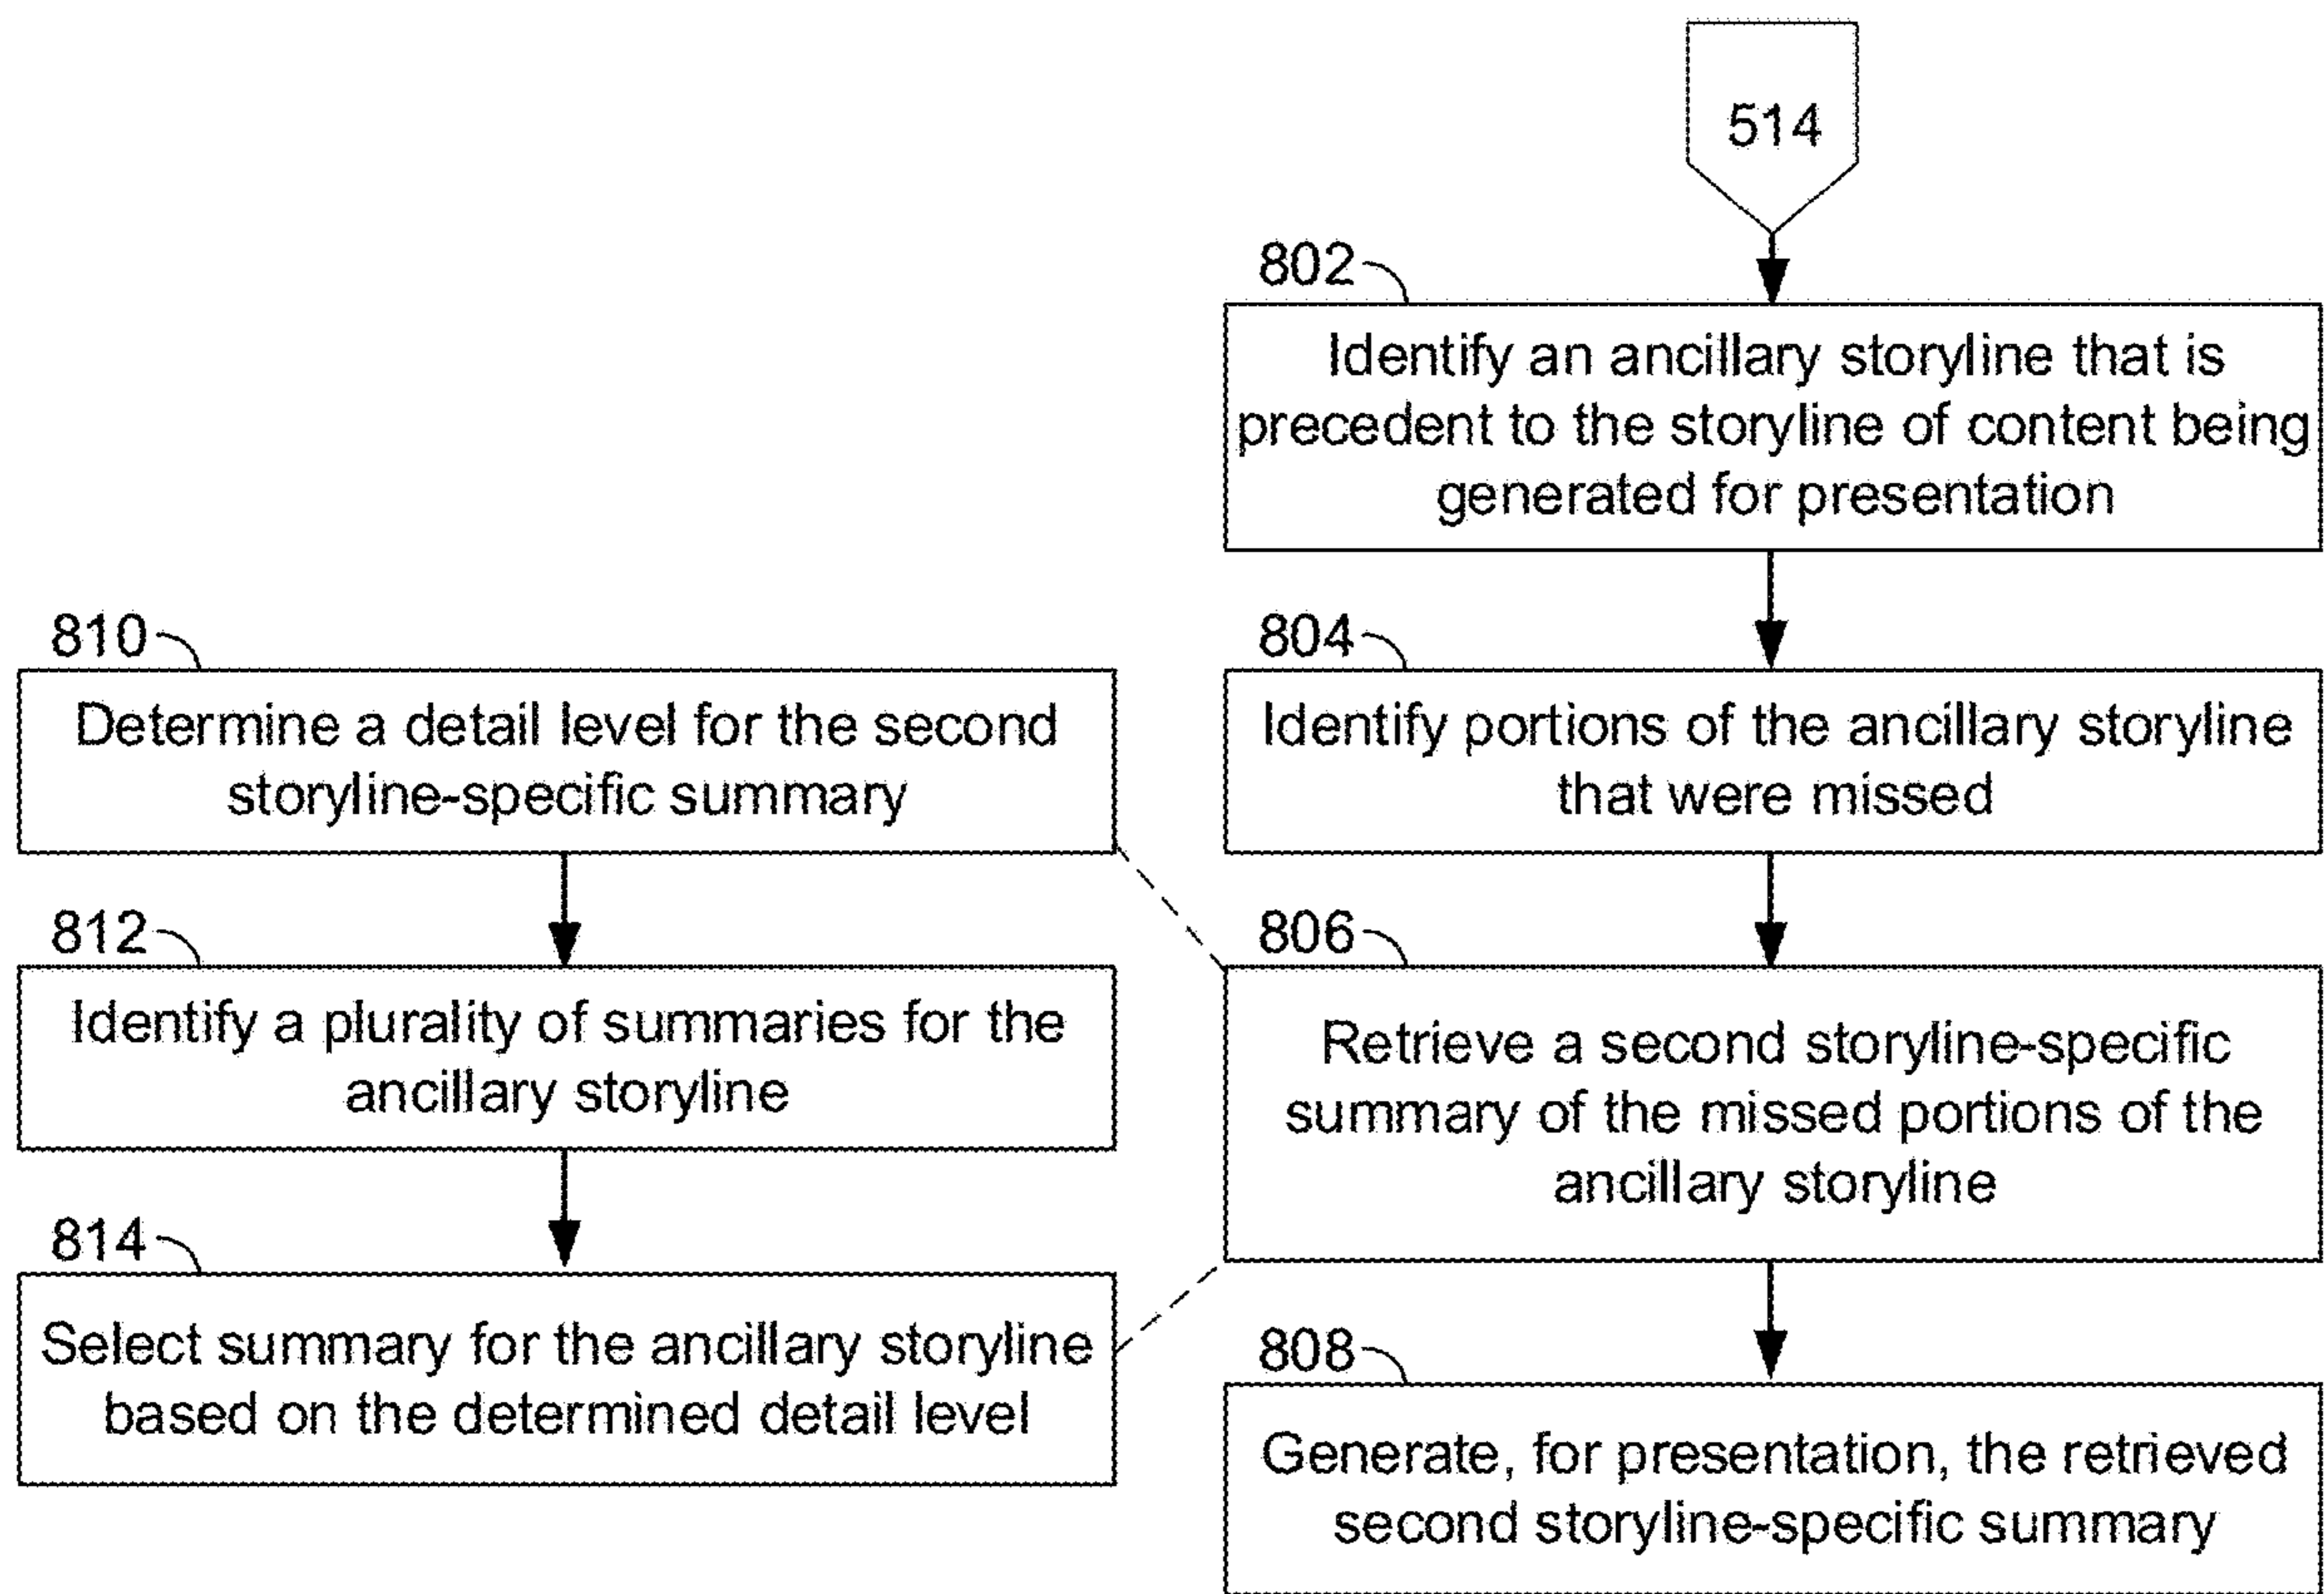 514
802
Identify an ancillary storyline that is
precedent to the storyline of content being
generated for presentation
804
Identify portions of the ancillary storyline
that were missed
806
Retrieve a second storyline-specific
summary of the missed portions of the
ancillary storyline
808
Generate, for presentation, the retrieved
second storyline-specific summary
810
Determine a detail level for the second
storyline-specific summary
812
Identify a plurality of summaries for the
ancillary storyline
814
Select summary for the ancillary storyline
based on the determined detail level